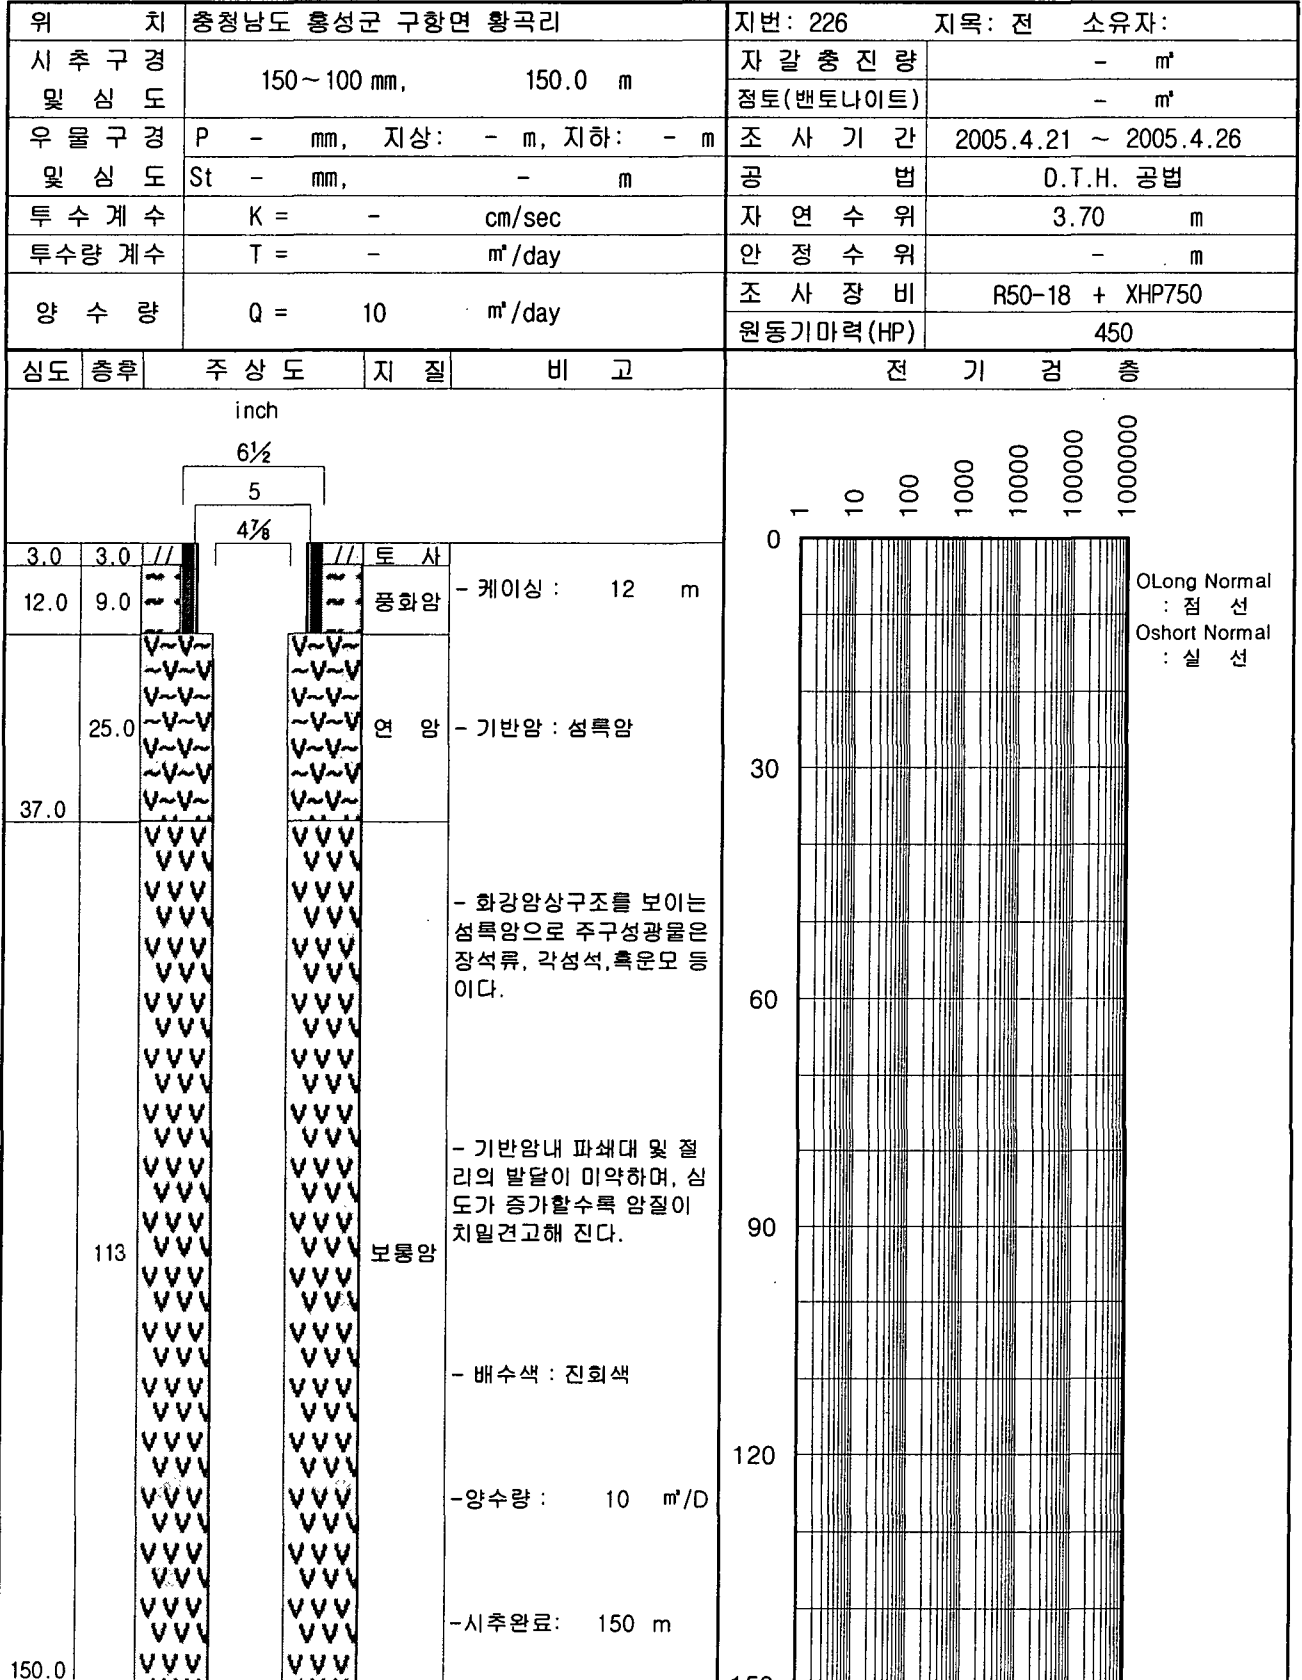 위 치 충청남도 홍성군 구항면 황곡리 지번: 226 지목: 전 소유자:
시 추 구 경 및 심 도 150~100 mm, 150.0 m
자 갈 충 진 량 - ㎥
점토(밴토나이트) - ㎥
우 물 구 경 및 심 도 P - mm, 지상: - m, 지하: - m
St - mm, - m
조 사 기 간 2005.4.21 ~ 2005.4.26
공 법 D.T.H. 공법
투 수 계 수 K = - cm/sec
자 연 수 위 3.70 m
투수량 계수 T = - ㎡/day
안 정 수 위 - m
양 수 량 Q = 10 ㎥/day
조 사 장 비 R50-18 + XHP750
원동기마력(HP) 450
심도 층후 주 상 도 지 질 비 고 전 기 검 층
inch
6½
5
4⅞
3.0 3.0 토 사
12.0 9.0 풍화암
- 케이싱 : 12 m
25.0 연 암 - 기반암 : 섬록암
37.0
- 화강암상구조를 보이는
섬록암으로 주구성광물은
장석류, 각섬석,흑운모 등
이다.
- 기반암내 파쇄대 및 절
리의 발달이 미약하며, 심
도가 증가할수록 암질이
치밀견고해 진다.
113 보통암
- 배수색 : 진회색
-양수량 : 10 ㎥/D
-시추완료: 150 m
150.0
1 10 100 1000 10000 100000 1000000
0
30
60
90
120
150
OLong Normal
: 점 선
Oshort Normal
: 실 선